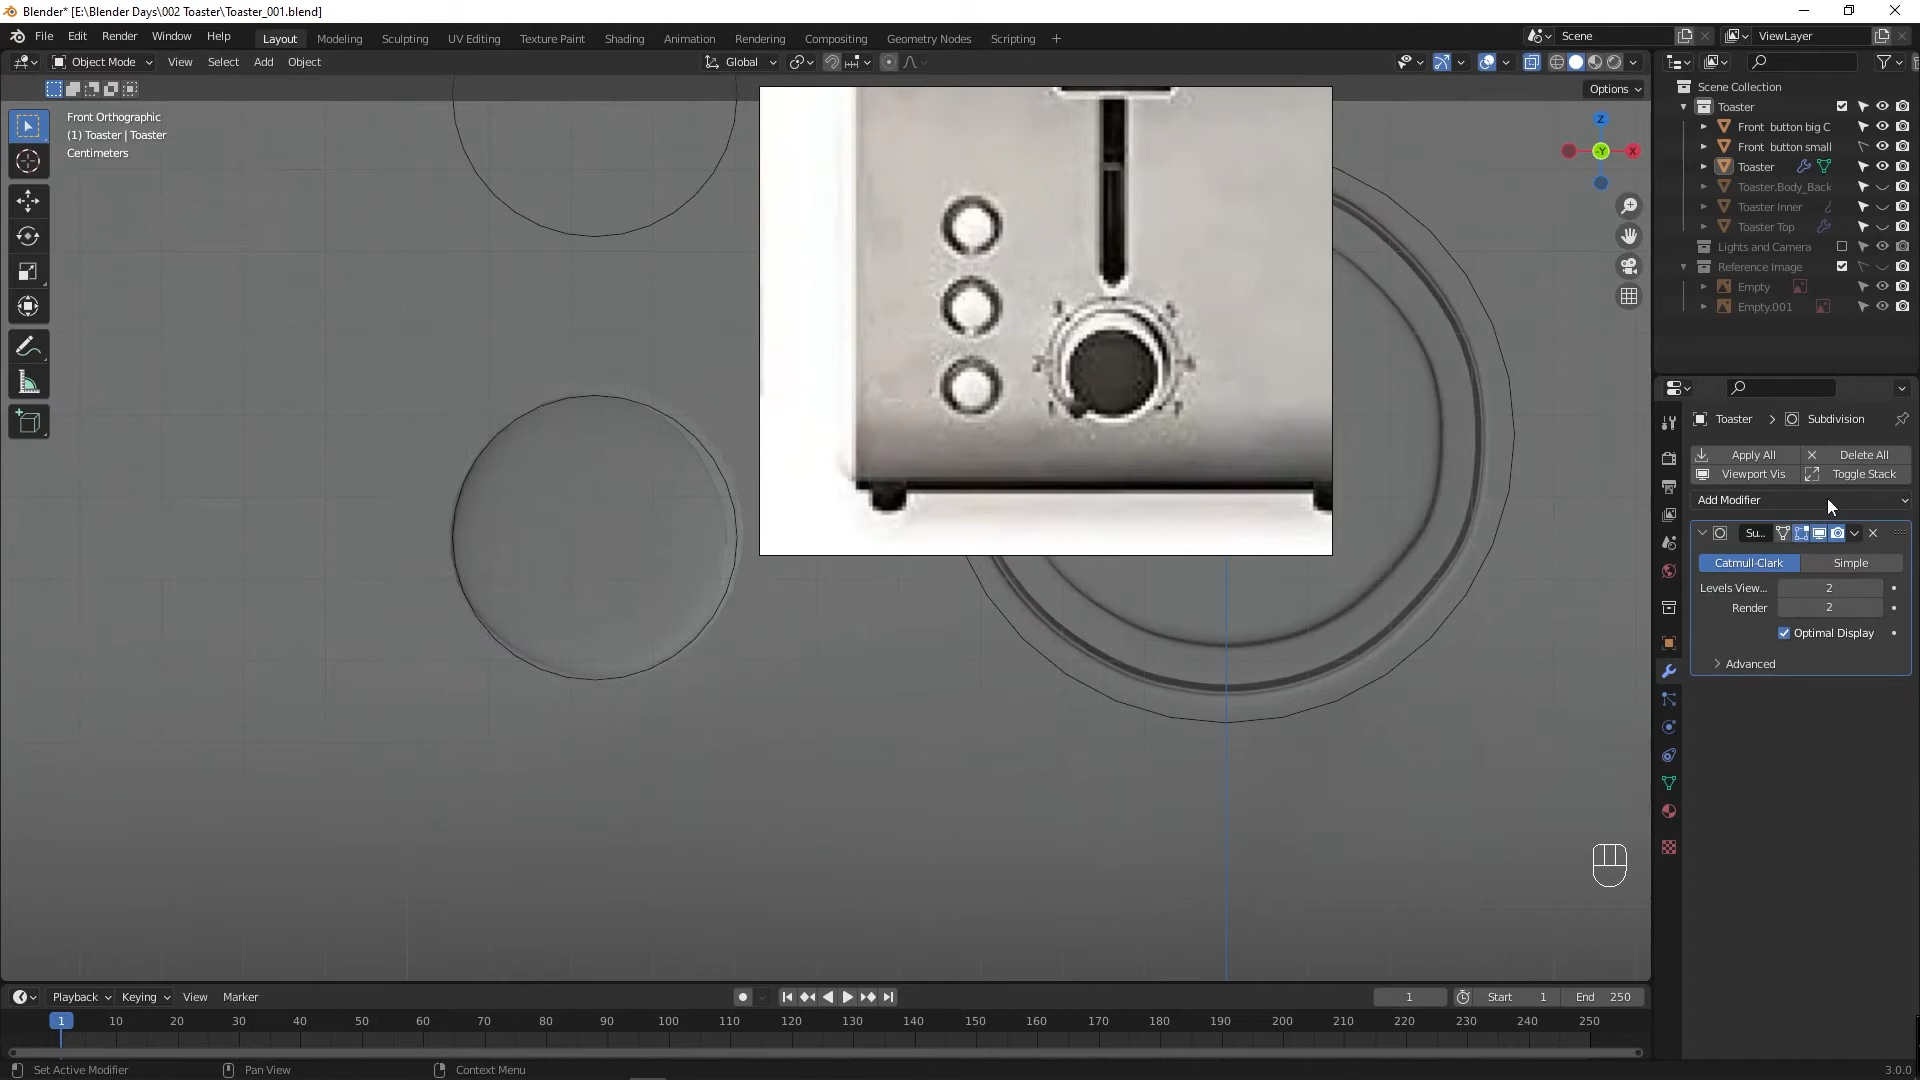 Blender* [E:\Blender Days\002 Toaster\Toaster_001.blend]
File Edit Render Window Help Layout Modeling Sculpting UV Editing Texture Paint Shading Animation Rendering Compositing Geometry Nodes Scripting + Scene ViewLayer
Object Mode View Select Add Object Global
Options
Front Orthographic
(1) Toaster | Toaster
Centimeters
Z
Y
X
Scene Collection
Toaster
Front button big C
Front button small
Toaster
Toaster.Body_Back
Toaster Inner
Toaster Top
Lights and Camera
Reference Image
Empty
Empty.001
Toaster > Subdivision
Apply All Delete All
Viewport Vis Toggle Stack
Add Modifier
Su...
Catmull-Clark Simple
Levels View... 2
Render 2
Optimal Display
Advanced
Playback Keying View Marker 1 Start 1 End 250
1 10 20 30 40 50 60 70 80 90 100 110 120 130 140 150 160 170 180 190 200 210 220 230 240 250
Set Active Modifier Pan View Context Menu 3.0.0